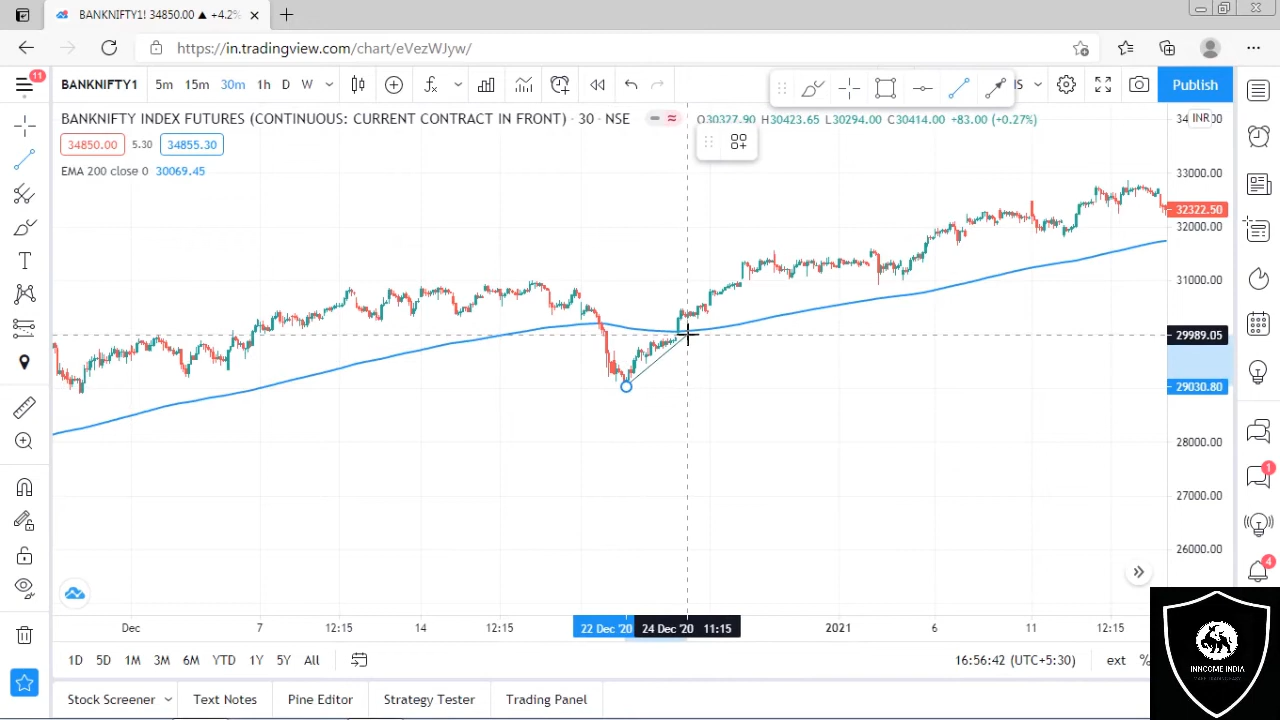 BANKNIFTY1! 34850.00 ▲ +4.2%
https://in.tradingview.com/chart/eVezWJyw/
11
BANKNIFTY1 5m 15m 30m 1h D W Publish
BANKNIFTY INDEX FUTURES (CONTINUOUS: CURRENT CONTRACT IN FRONT) · 30 · NSE O30327.90 H30423.65 L30294.00 C30414.00 +83.00 (+0.27%)
INR
34850.00 5.30 34855.30
EMA 200 close 0 30069.45
33000.00
32322.50
32000.00
31000.00
29989.05
29030.80
28000.00
27000.00
26000.00
1
4
Dec 7 12:15 14 12:15 22 Dec '20 24 Dec '20 11:15 2021 6 11 12:15
1D 5D 1M 3M 6M YTD 1Y 5Y All 16:56:42 (UTC+5:30) ext %
Stock Screener Text Notes Pine Editor Strategy Tester Trading Panel
INNCOME INDIA